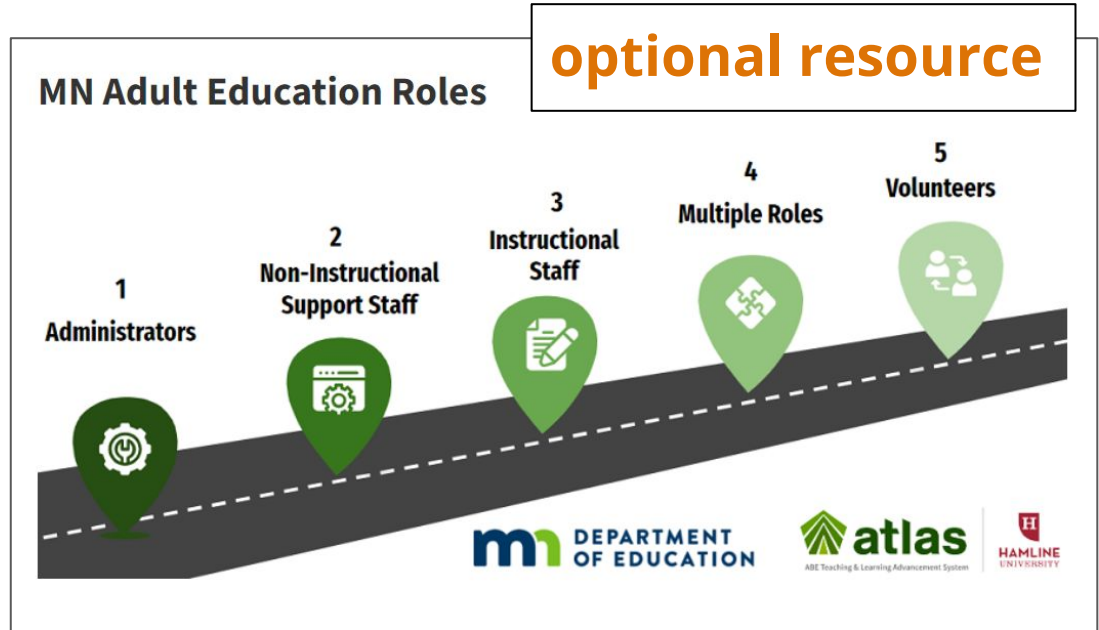 optional resource
MN Adult Education Roles
1
Administrators
2
Non-Instructional
Support Staff
3
Instructional
Staff
4
Multiple Roles
5
Volunteers
mn DEPARTMENT
OF EDUCATION
atlas
ABE Teaching & Learning Advancement System
H
HAMLINE
UNIVERSITY